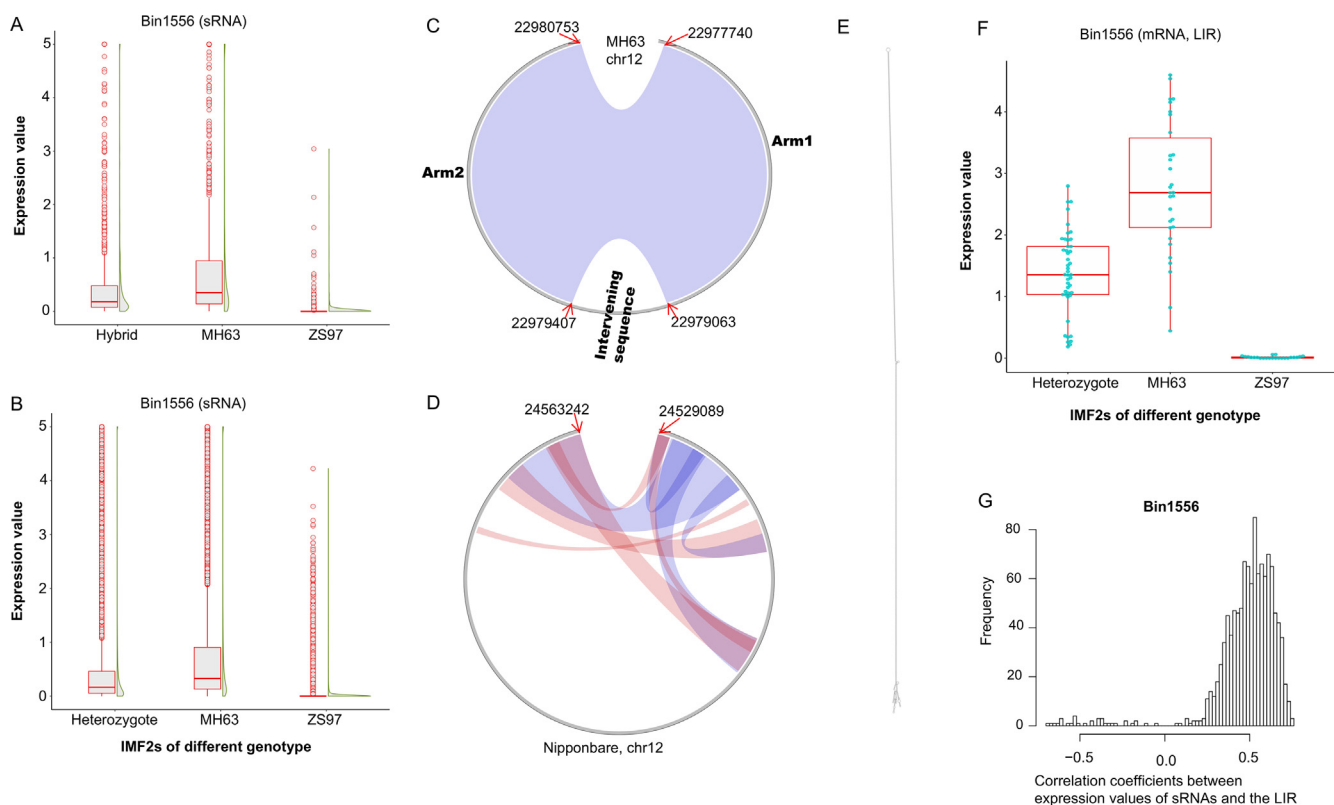 A
Bin1556 (sRNA)
Expression value
5
4
3
2
1
0
Hybrid
MH63
ZS97
B
Bin1556 (sRNA)
Expression value
5
4
3
2
1
0
Heterozygote
MH63
ZS97
IMF2s of different genotype
C
22980753
22977740
MH63
chr12
Arm2
Arm1
22979407
22979063
Intervening
sequence
D
24563242
24529089
Nipponbare, chr12
E
F
Bin1556 (mRNA, LIR)
Expression value
4
3
2
1
0
Heterozygote
MH63
ZS97
IMF2s of different genotype
G
Bin1556
Frequency
80
60
40
20
0
−0.5
0.0
0.5
Correlation coefficients between
expression values of sRNAs and the LIR